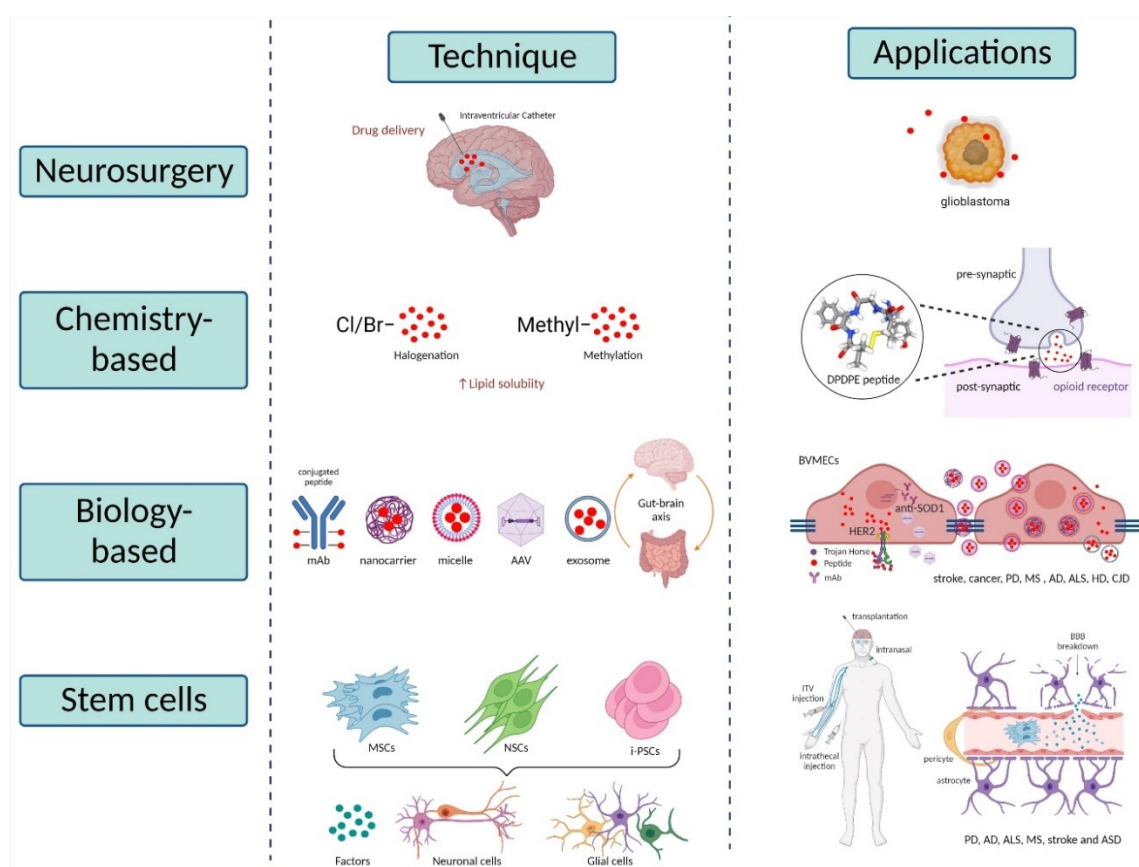 Technique
Applications
Neurosurgery
Drug delivery
Intraventricular Catheter
glioblastoma
Chemistry-
based
Cl/Br-
Halogenation
Methyl-
Methylation
↑ Lipid solubiity
DPDPE peptide
pre-synaptic
post-synaptic
opioid receptor
Biology-
based
conjugated
peptide
mAb
nanocarrier
micelle
AAV
exosome
Gut-brain
axis
BVMECs
anti-SOD1
HER2
Trojan Horse
Peptide
mAb
stroke, cancer, PD, MS , AD, ALS, HD, CJD
Stem cells
MSCs
NSCs
i-PSCs
Factors
Neuronal cells
Glial cells
transplantation
intranasal
ITV
injection
intrathecal
injection
BBB
breakdown
pericyte
astrocyte
PD, AD, ALS, MS, stroke and ASD